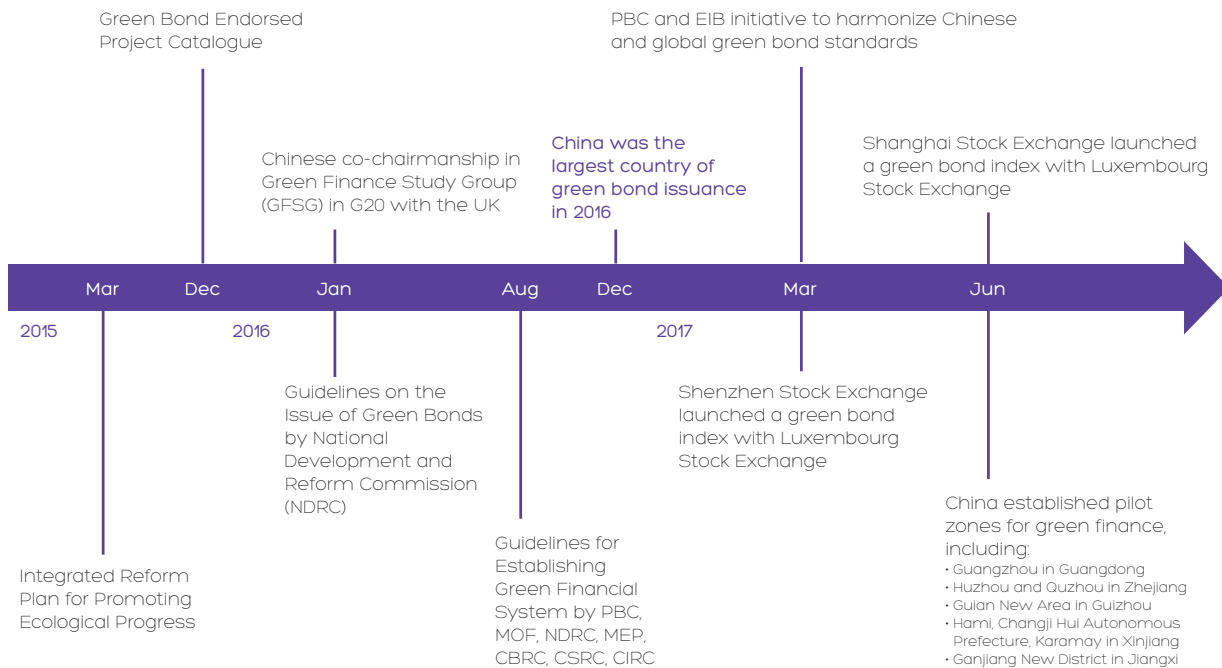 Green Bond Endorsed
Project Catalogue
PBC and EIB initiative to harmonize Chinese
and global green bond standards
Chinese co-chairmanship in
Green Finance Study Group
(GFSG) in G20 with the UK
China was the
largest country of
green bond issuance
in 2016
Shanghai Stock Exchange launched
a green bond index with Luxembourg
Stock Exchange
Mar
Dec
Jan
Aug
Dec
Mar
Jun
2015
2016
2017
Integrated Reform
Plan for Promoting
Ecological Progress
Guidelines on the
Issue of Green Bonds
by National
Development and
Reform Commission
(NDRC)
Guidelines for
Establishing
Green Financial
System by PBC,
MOF, NDRC, MEP,
CBRC, CSRC, CIRC
Shenzhen Stock Exchange
launched a green bond
index with Luxembourg
Stock Exchange
China established pilot
zones for green finance,
including:
• Guangzhou in Guangdong
• Huzhou and Quzhou in Zhejiang
• Guian New Area in Guizhou
• Hami, Changji Hui Autonomous
Prefecture, Karamay in Xinjiang
• Ganjiang New District in Jiangxi